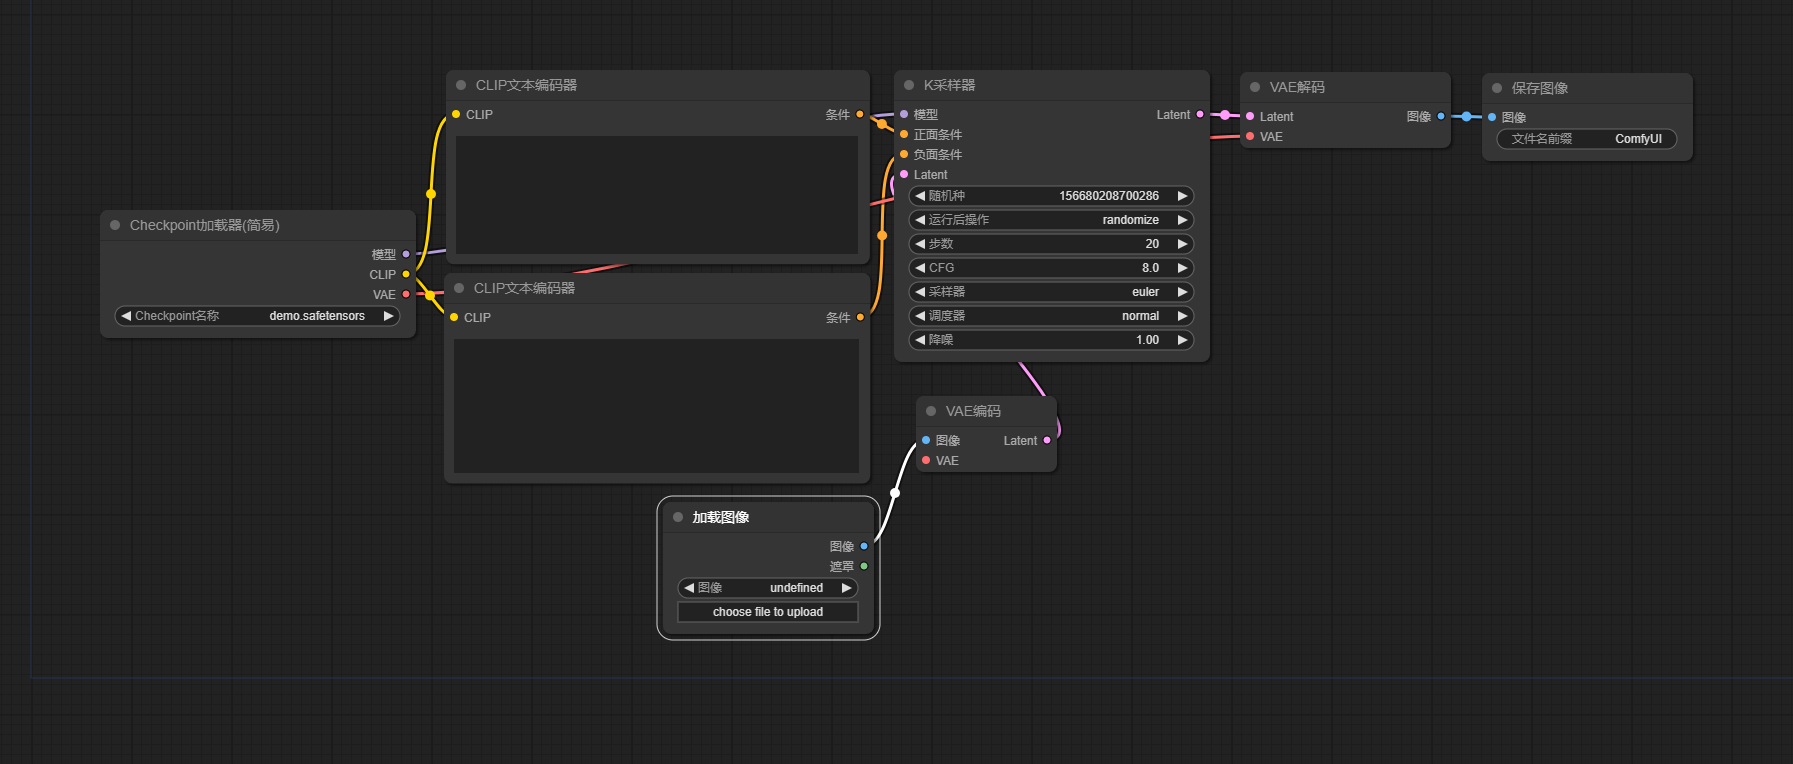 Checkpoint加载器(简易)
模型
CLIP
VAE
Checkpoint名称 demo.safetensors
CLIP文本编码器
CLIP 条件
CLIP文本编码器
CLIP 条件
K采样器
模型 Latent
正面条件
负面条件
Latent
随机种 156680208700286
运行后操作 randomize
步数 20
CFG 8.0
采样器 euler
调度器 normal
降噪 1.00
VAE解码
Latent 图像
VAE
保存图像
图像
文件名前缀 ComfyUI
VAE编码
图像 Latent
VAE
加载图像
图像
遮罩
图像 undefined
choose file to upload